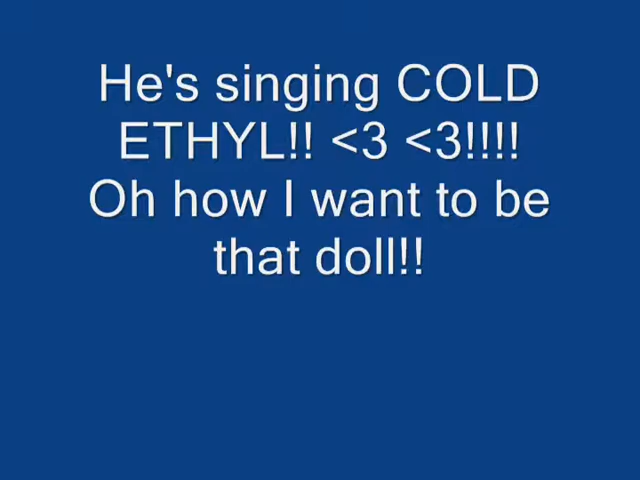 He's singing COLD
ETHYL!! <3 <3!!!!
Oh how I want to be
that doll!!